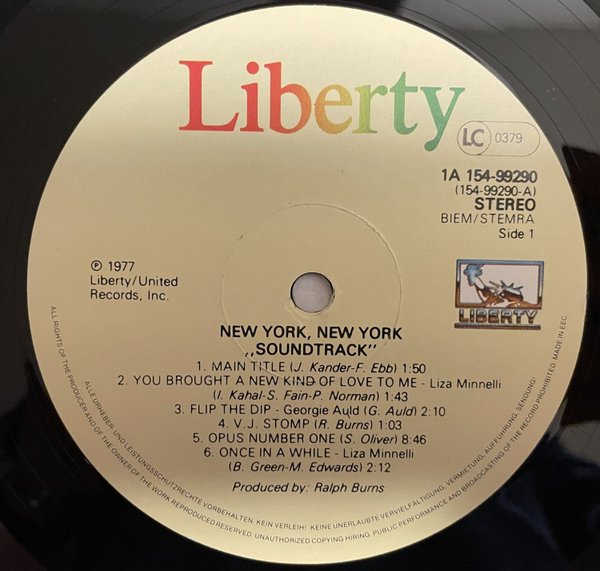 Liberty
LC 0379
1A 154-99290
(154-99290-A)
STEREO
BIEM/STEMRA
Side 1
℗ 1977
Liberty/United
Records, Inc.
LIBERTY
NEW YORK, NEW YORK
,,SOUNDTRACK"
1. MAIN TITLE (J. Kander-F. Ebb) 1:50
2. YOU BROUGHT A NEW KIND OF LOVE TO ME - Liza Minnelli
(I. Kahal-S. Fain-P. Norman) 1:43
3. FLIP THE DIP - Georgie Auld (G. Auld) 2:10
4. V.J. STOMP (R. Burns) 1:03
5. OPUS NUMBER ONE (S. Oliver) 8:46
6. ONCE IN A WHILE - Liza Minnelli
(B. Green-M. Edwards) 2:12
Produced by: Ralph Burns
ALLE URHEBER- UND LEISTUNGSSCHUTZRECHTE VORBEHALTEN. KEIN VERLEIH! KEINE UNERLAUBTE VERVIELFÄLTIGUNG, VERMIETUNG, AUFFÜHRUNG, SENDUNG!
ALL RIGHTS OF THE PRODUCER AND OF THE OWNER OF THE WORK REPRODUCED RESERVED. UNAUTHORIZED COPYING HIRING PUBLIC PERFORMANCE AND BROADCASTING OF THE RECORD PROHIBITED. MADE IN EEC.